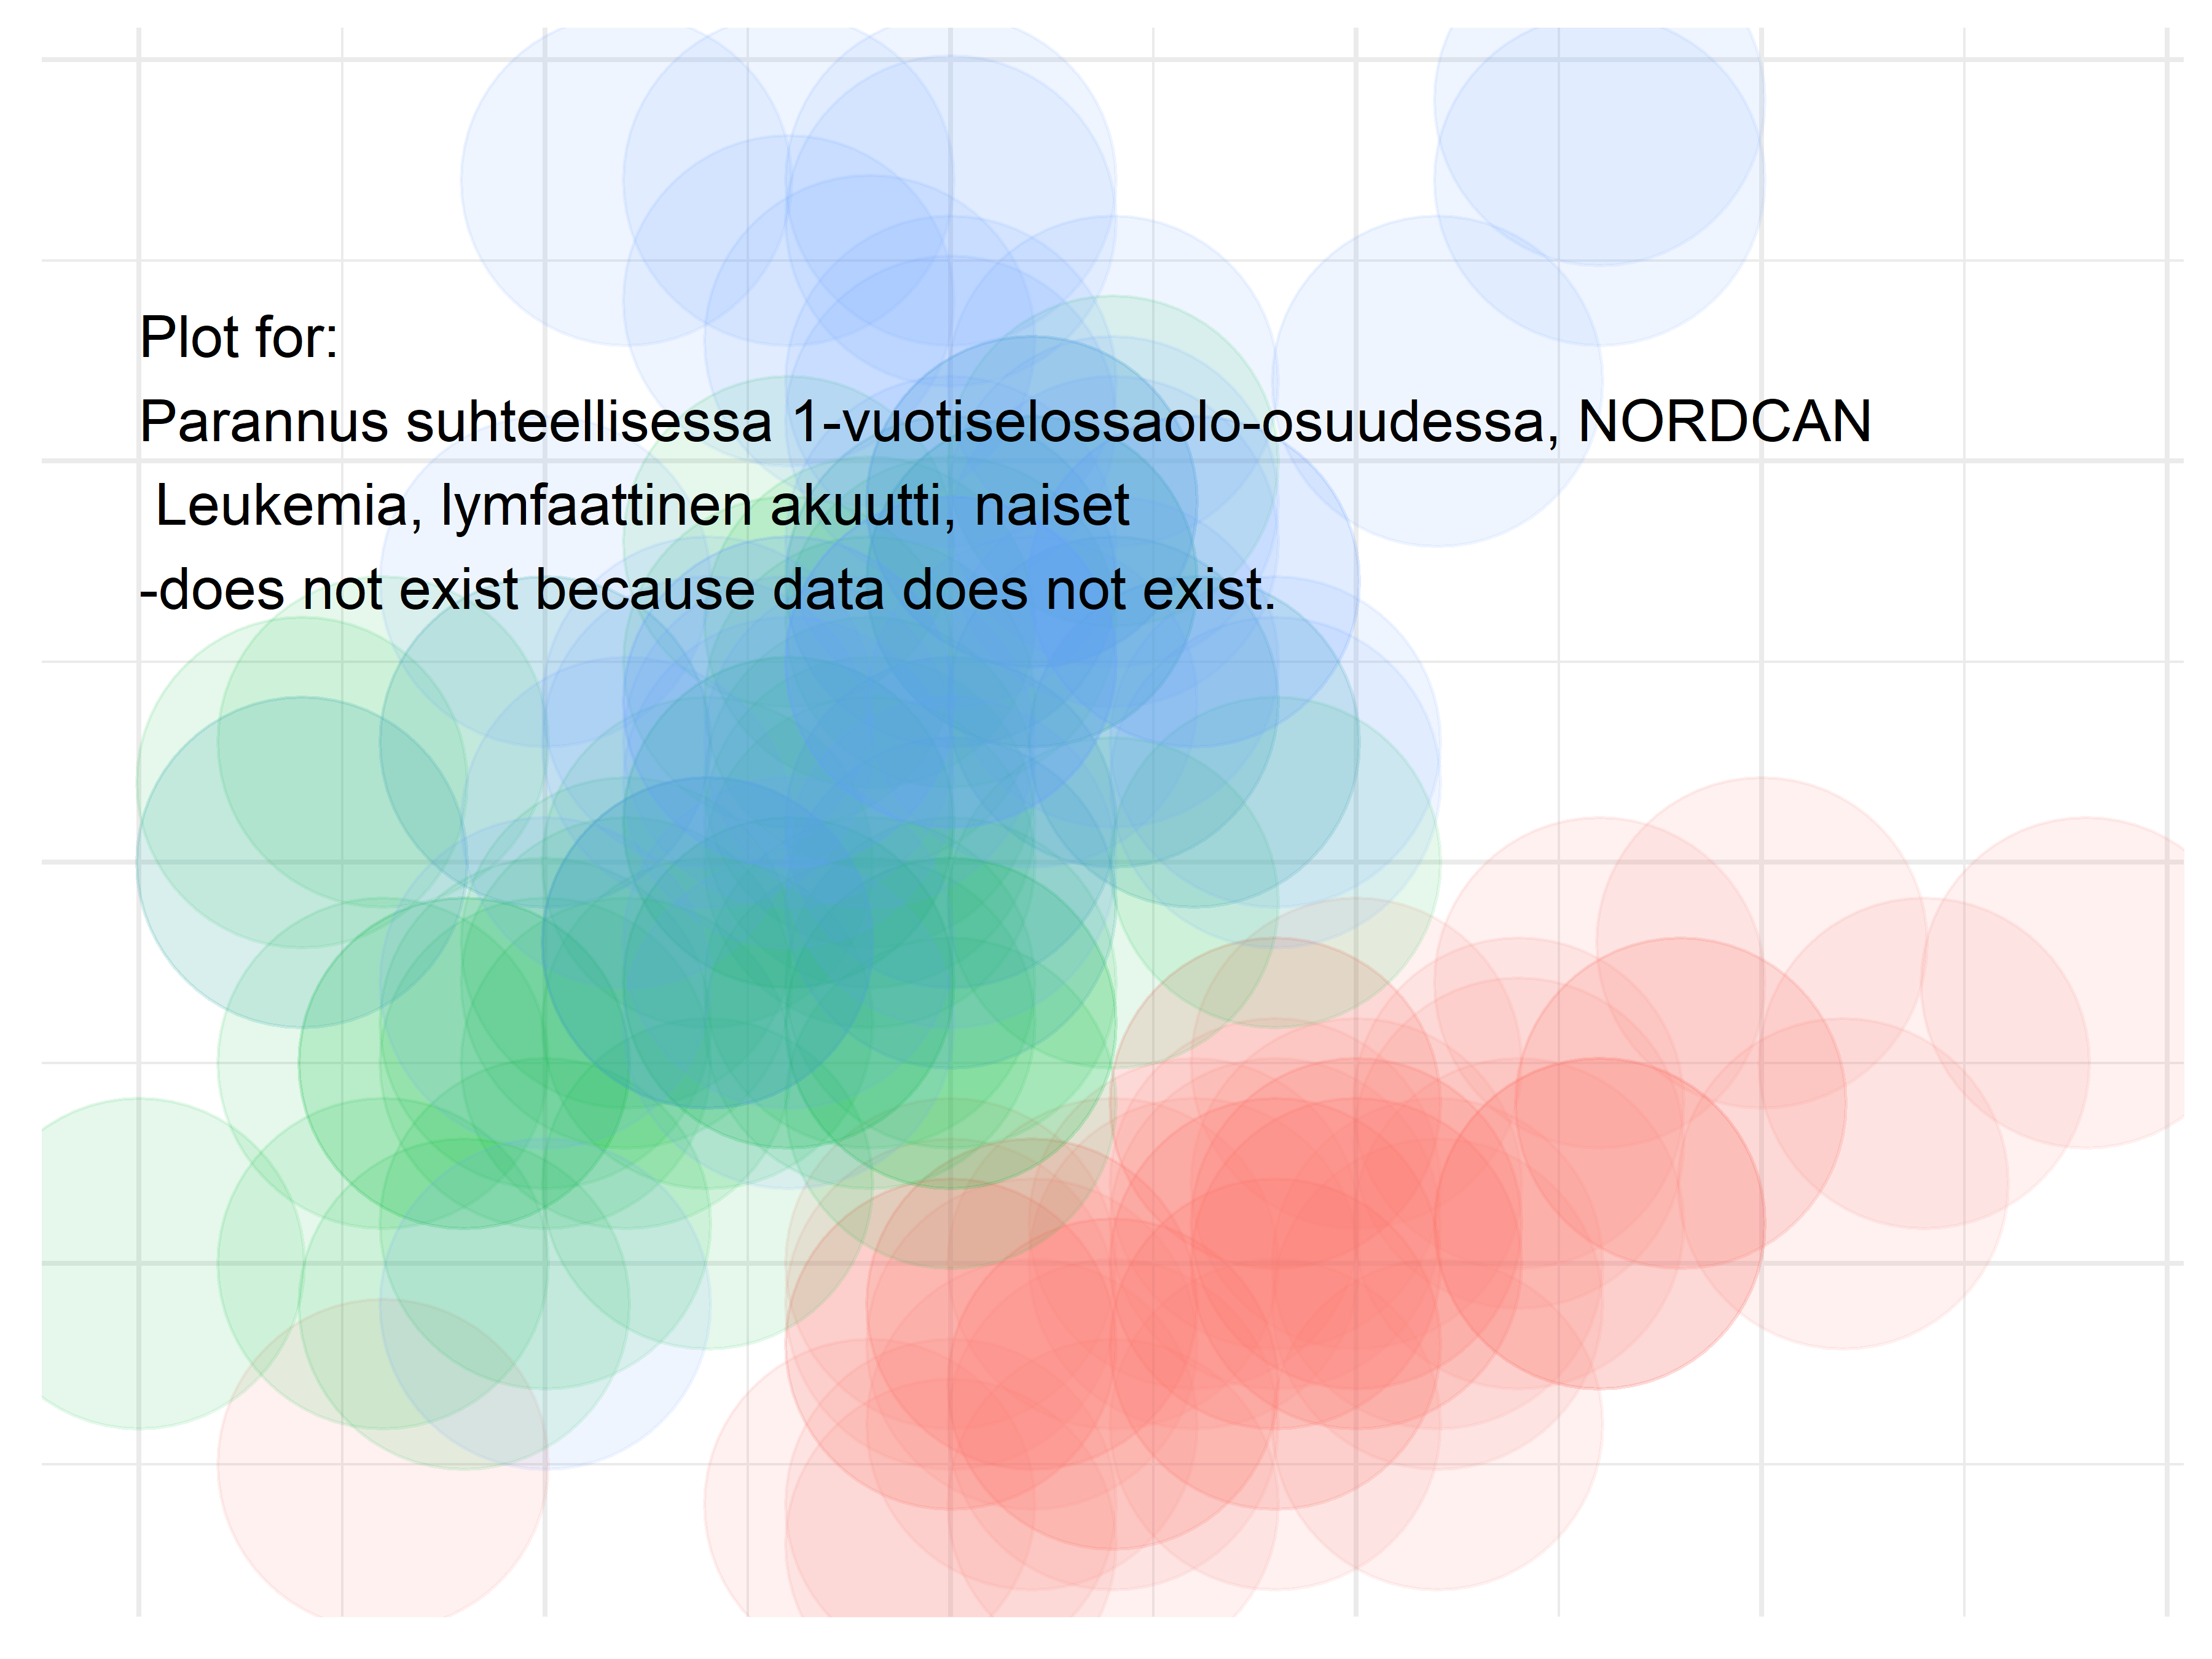 Plot for:
Parannus suhteellisessa 1-vuotiselossaolo-osuudessa, NORDCAN
Leukemia, lymfaattinen akuutti, naiset
-does not exist because data does not exist.